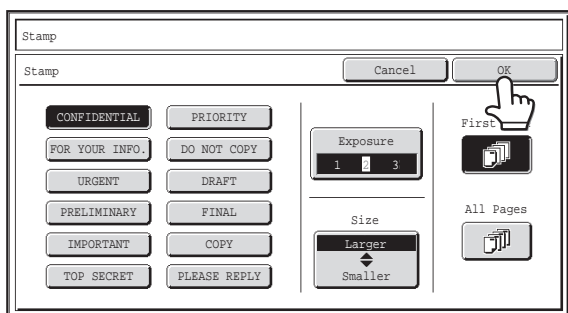 Stamp
Stamp
Cancel
OK
CONFIDENTIAL
PRIORITY
FOR YOUR INFO.
DO NOT COPY
URGENT
DRAFT
PRELIMINARY
FINAL
IMPORTANT
COPY
TOP SECRET
PLEASE REPLY
Exposure
1 2 3
Size
Larger
Smaller
First
All Pages